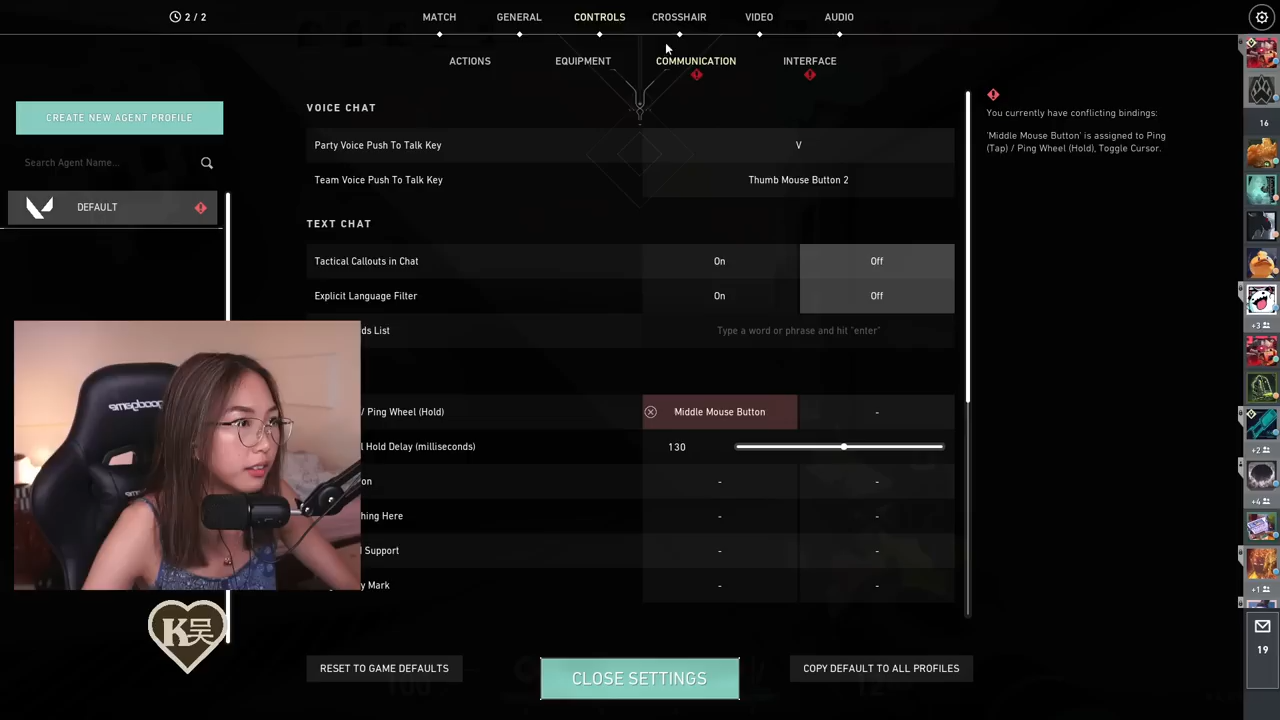 2 / 2
MATCH
GENERAL
CONTROLS
CROSSHAIR
VIDEO
AUDIO
ACTIONS
EQUIPMENT
COMMUNICATION
INTERFACE
CREATE NEW AGENT PROFILE
Search Agent Name...
DEFAULT
VOICE CHAT
Party Voice Push To Talk Key
V
Team Voice Push To Talk Key
Thumb Mouse Button 2
TEXT CHAT
Tactical Callouts in Chat
On
Off
Explicit Language Filter
On
Off
List
Type a word or phrase and hit "enter"
/ Ping Wheel (Hold)
Middle Mouse Button
-
Hold Delay (milliseconds)
130
-
-
Here
-
-
Support
-
-
Mark
-
-
You currently have conflicting bindings:
'Middle Mouse Button' is assigned to Ping
(Tap) / Ping Wheel (Hold), Toggle Cursor.
16
+3
+2
+4
+1
19
K吴
RESET TO GAME DEFAULTS
CLOSE SETTINGS
COPY DEFAULT TO ALL PROFILES